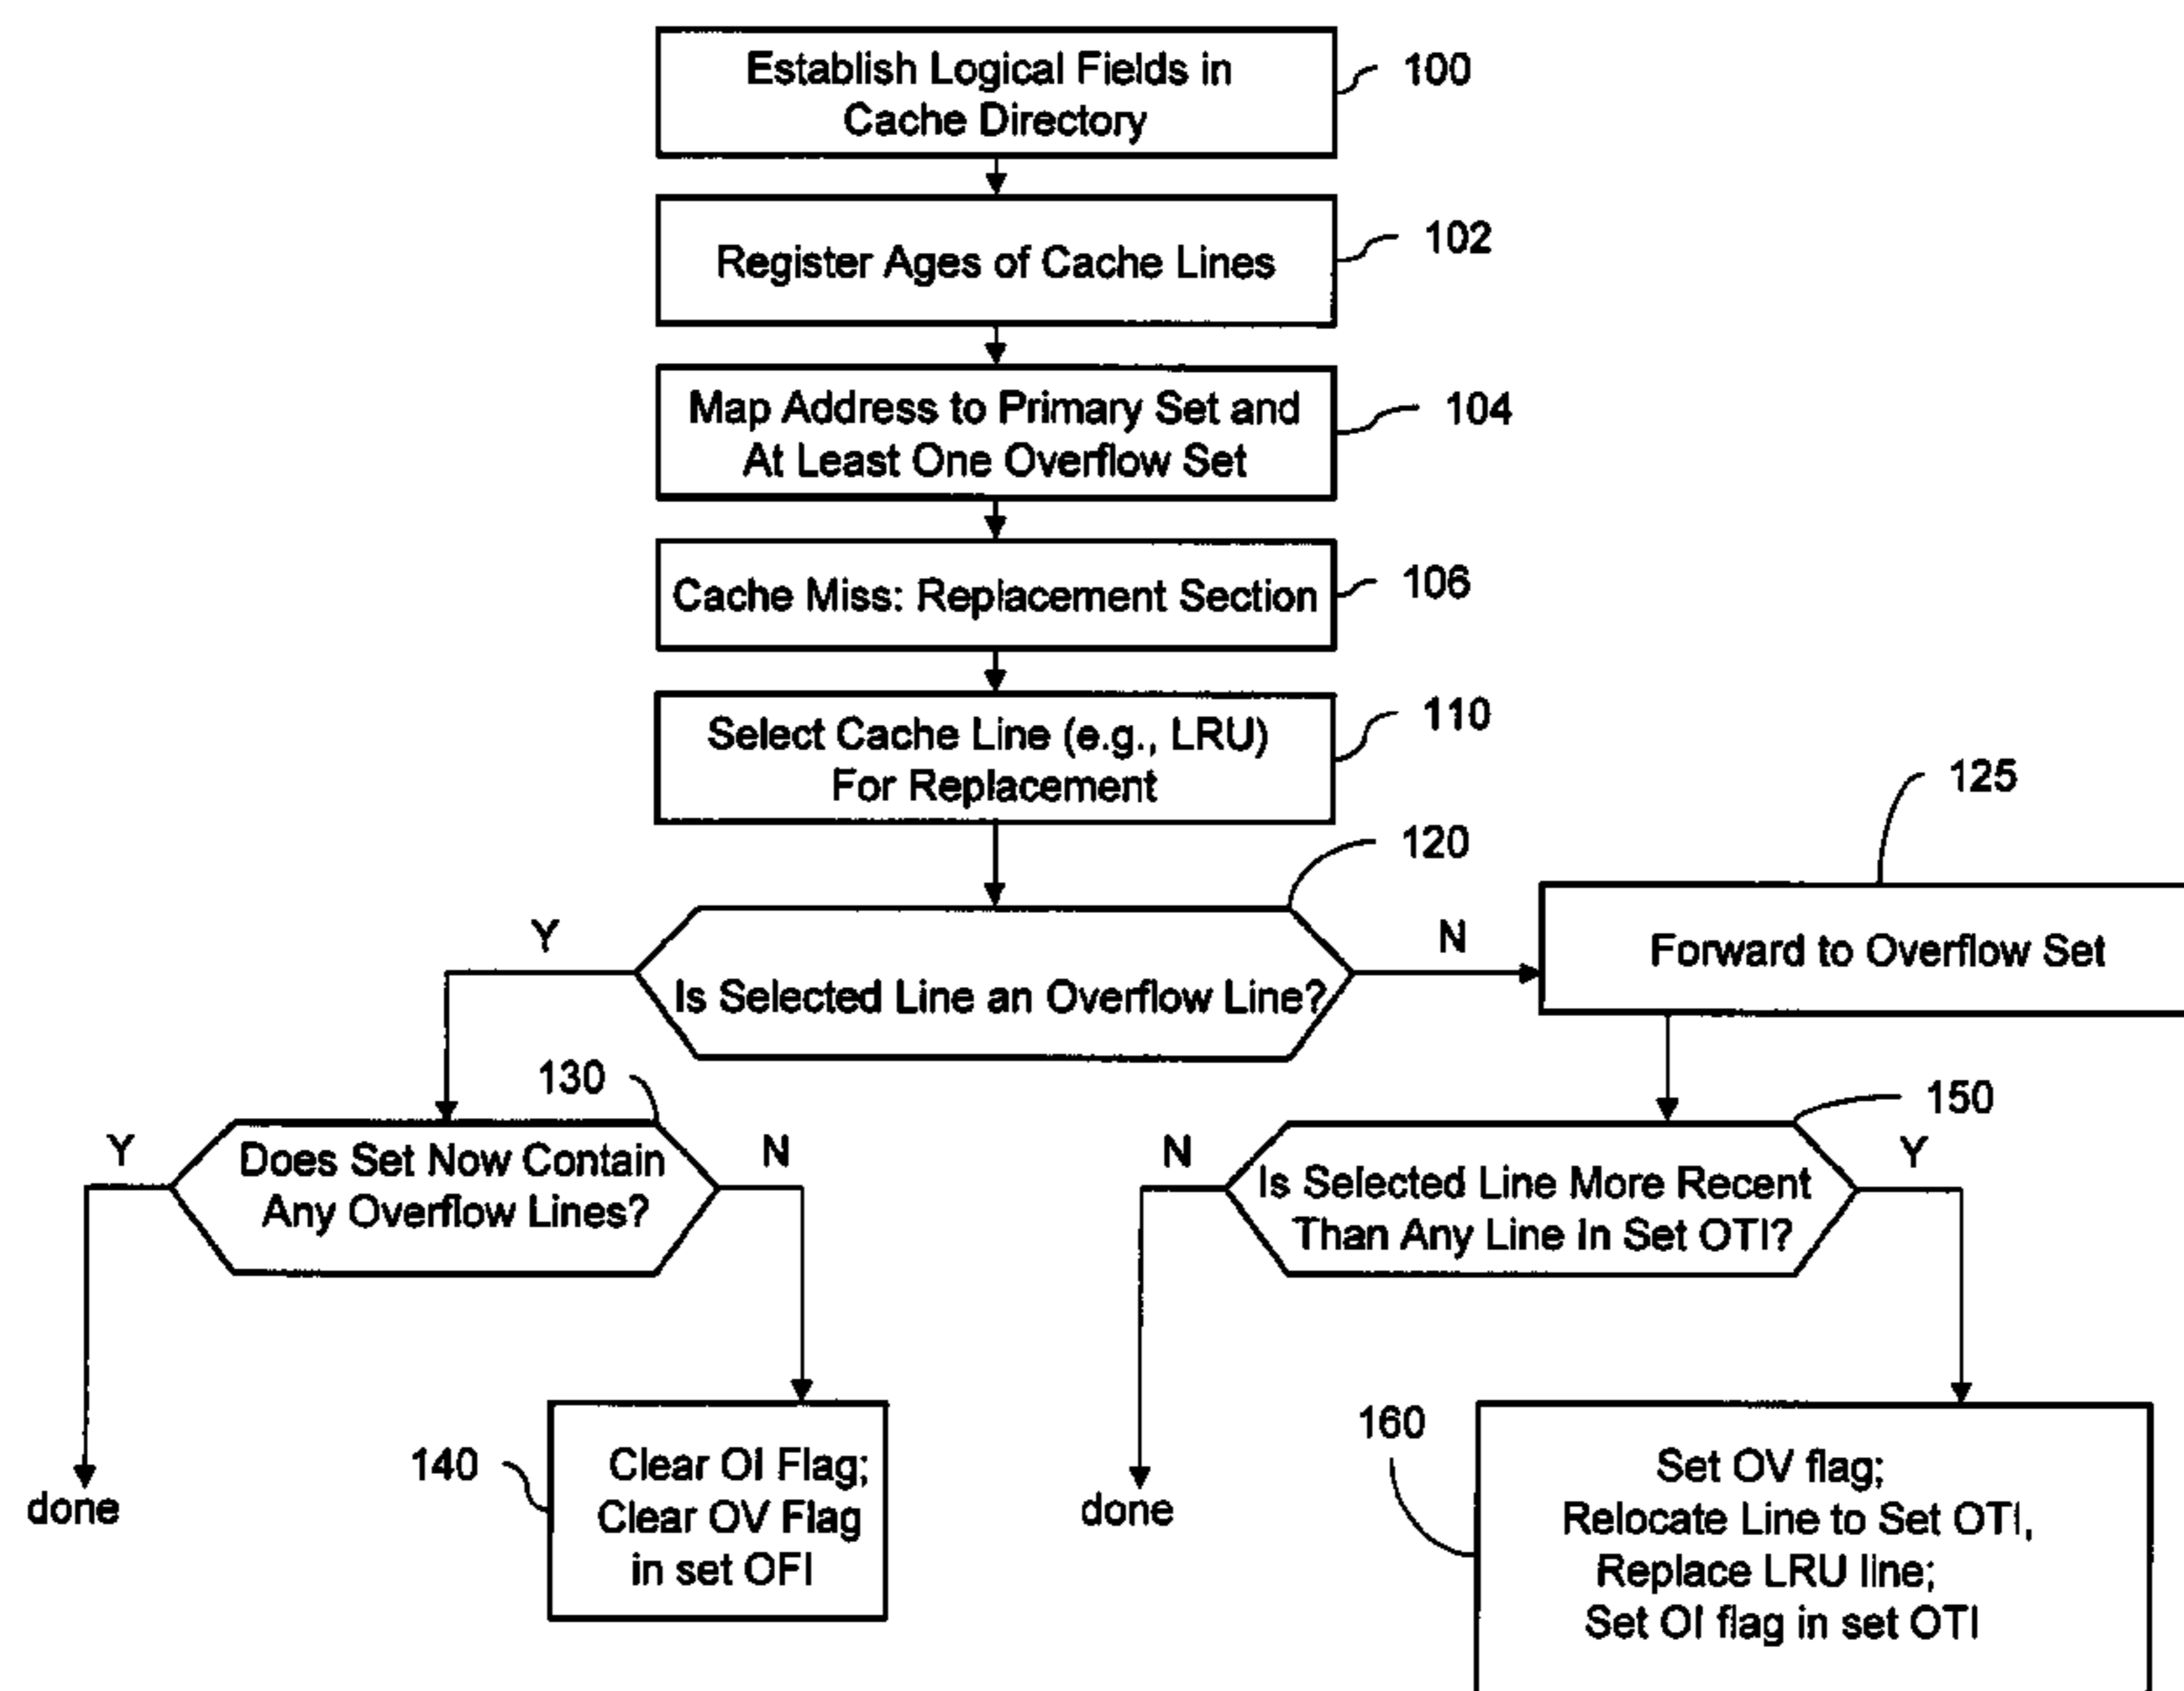 Establish Logical Fields in
Cache Directory
100
Register Ages of Cache Lines
102
Map Address to Primary Set and
At Least One Overflow Set
104
Cache Miss: Replacement Section
106
Select Cache Line (e.g., LRU)
For Replacement
110
120
Is Selected Line an Overflow Line?
Y
N
125
Forward to Overflow Set
130
Does Set Now Contain
Any Overflow Lines?
Y
N
done
140
Clear OI Flag;
Clear OV Flag
in set OFI
150
Is Selected Line More Recent
Than Any Line In Set OTI?
N
Y
done
160
Set OV flag;
Relocate Line to Set OTI,
Replace LRU line;
Set OI flag in set OTI